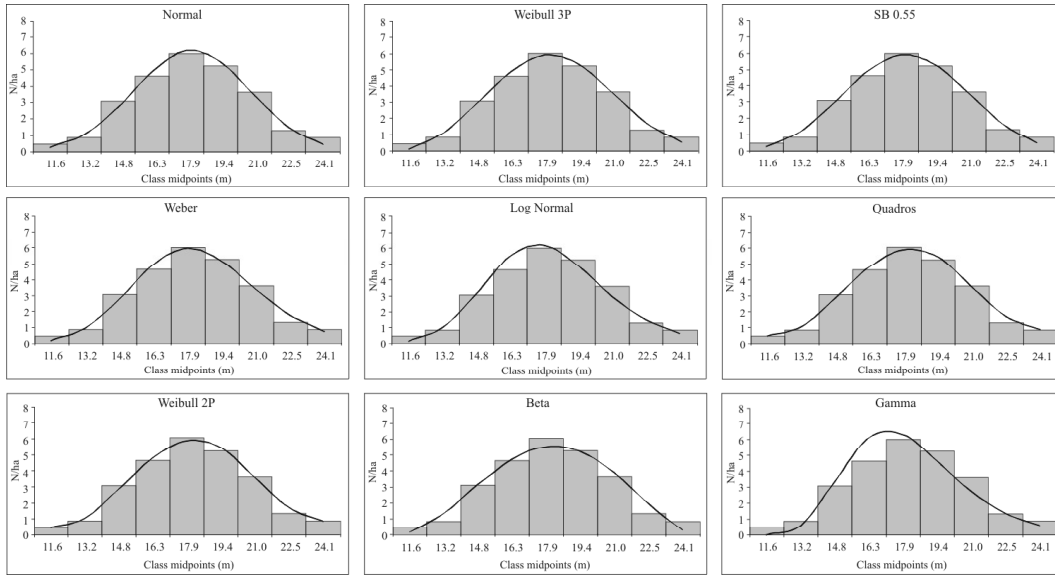 Normal
N/ha
8
7
6
5
4
3
2
1
0
11.6 13.2 14.8 16.3 17.9 19.4 21.0 22.5 24.1
Class midpoints (m)
Weibull 3P
N/ha
8
7
6
5
4
3
2
1
0
11.6 13.2 14.8 16.3 17.9 19.4 21.0 22.5 24.1
Class midpoints (m)
SB 0.55
N/ha
8
7
6
5
4
3
2
1
0
11.6 13.2 14.8 16.3 17.9 19.4 21.0 22.5 24.1
Class midpoints (m)
Weber
N/ha
8
7
6
5
4
3
2
1
0
11.6 13.2 14.8 16.3 17.9 19.4 21.0 22.5 24.1
Class midpoints (m)
Log Normal
N/ha
8
7
6
5
4
3
2
1
0
11.6 13.2 14.8 16.3 17.9 19.4 21.0 22.5 24.1
Class midpoints (m)
Quadros
N/ha
8
7
6
5
4
3
2
1
0
11.6 13.2 14.8 16.3 17.9 19.4 21.0 22.5 24.1
Class midpoints (m)
Weibull 2P
N/ha
8
7
6
5
4
3
2
1
0
11.6 13.2 14.8 16.3 17.9 19.4 21.0 22.5 24.1
Class midpoints (m)
Beta
N/ha
8
7
6
5
4
3
2
1
0
11.6 13.2 14.8 16.3 17.9 19.4 21.0 22.5 24.1
Class midpoints (m)
Gamma
N/ha
8
7
6
5
4
3
2
1
0
11.6 13.2 14.8 16.3 17.9 19.4 21.0 22.5 24.1
Class midpoints (m)